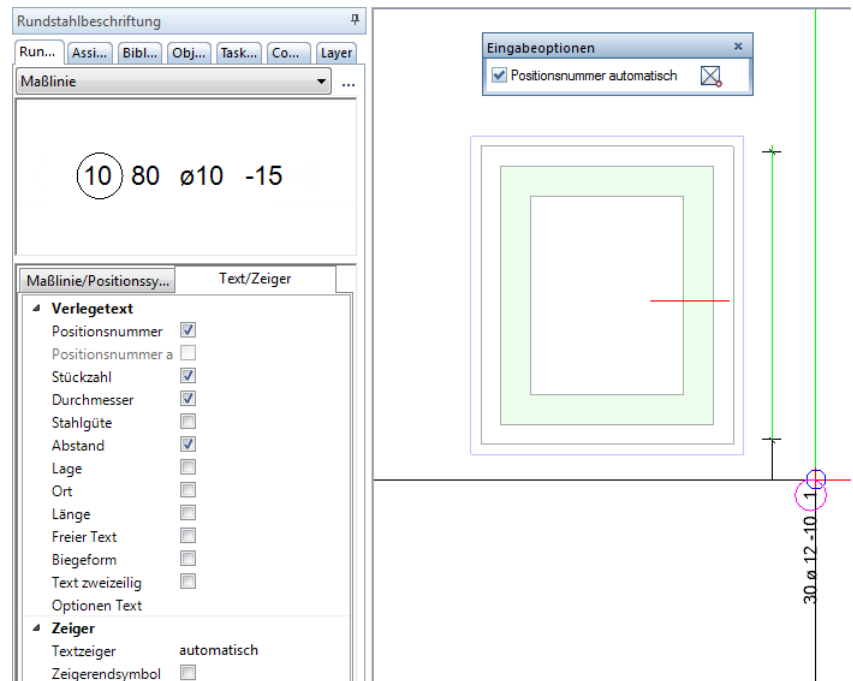 Rundstahlbeschriftung
Run... Assi... Bibl... Obj... Task... Co... Layer
Maßlinie ...
10 80 ø10 -15
Maßlinie/Positionssy... Text/Zeiger
Verlegetext
Positionsnummer
Positionsnummer a
Stückzahl
Durchmesser
Stahlgüte
Abstand
Lage
Ort
Länge
Freier Text
Biegeform
Text zweizeilig
Optionen Text
Zeiger
Textzeiger automatisch
Zeigerendsymbol
Eingabeoptionen
Positionsnummer automatisch
30 ø 12 -10 1